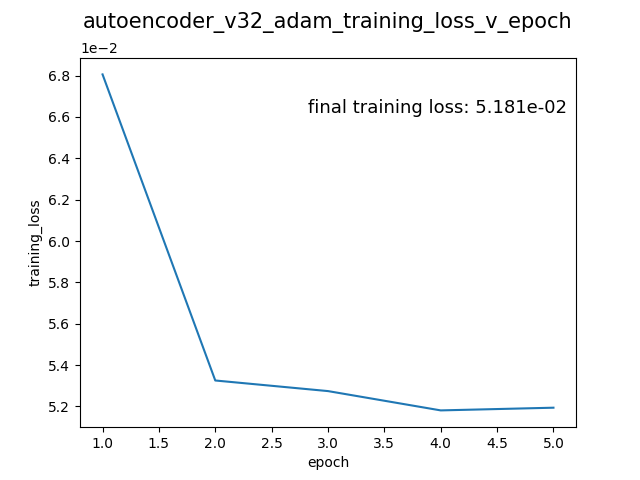 autoencoder_v32_adam_training_loss_v_epoch
1e−2
final training loss: 5.181e-02
6.8
6.6
6.4
6.2
6.0
5.8
5.6
5.4
5.2
training_loss
1.0 1.5 2.0 2.5 3.0 3.5 4.0 4.5 5.0
epoch